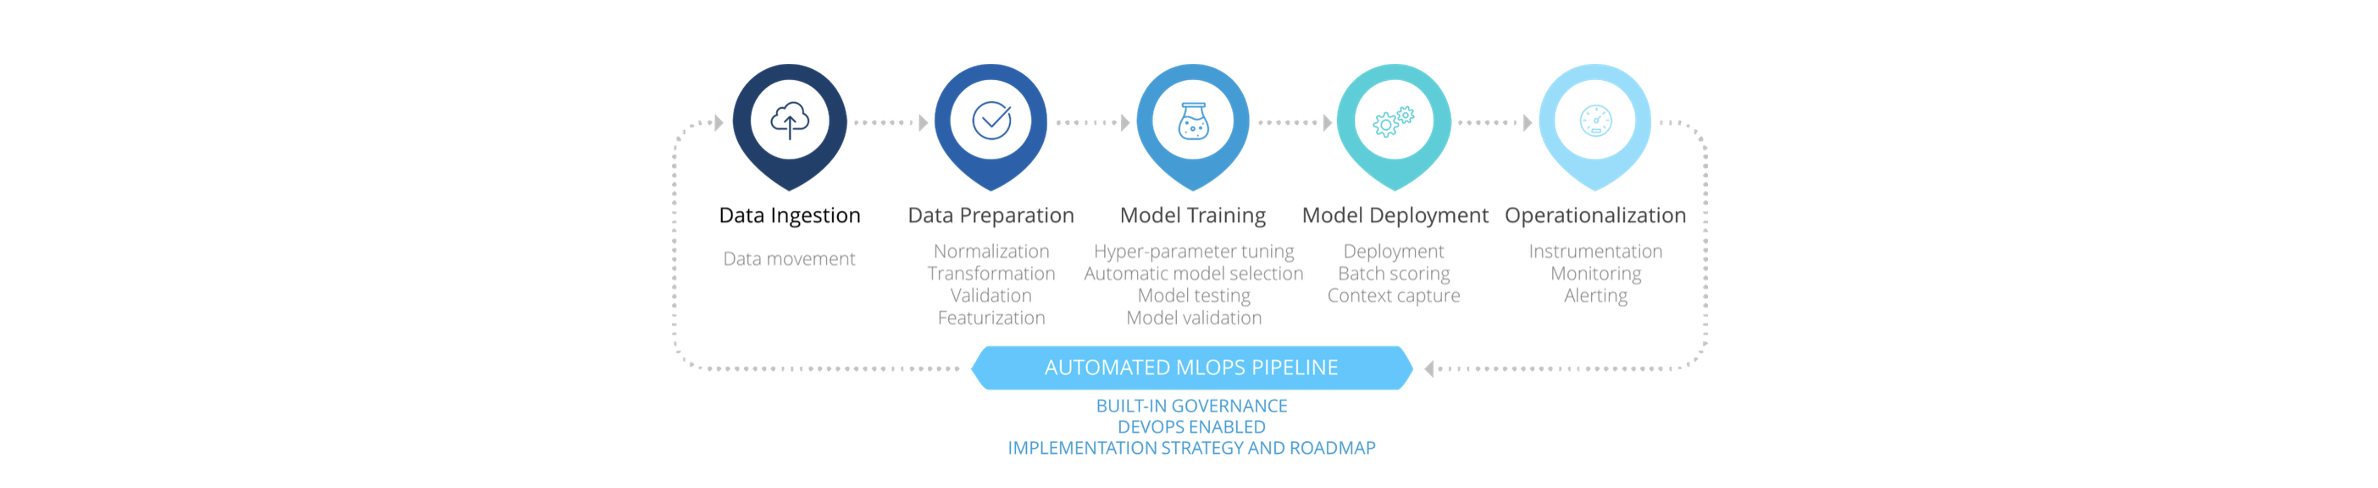 Data Ingestion
Data movement
Data Preparation
Normalization
Transformation
Validation
Featurization
Model Training
Hyper-parameter tuning
Automatic model selection
Model testing
Model validation
Model Deployment
Deployment
Batch scoring
Context capture
Operationalization
Instrumentation
Monitoring
Alerting
AUTOMATED MLOPS PIPELINE
BUILT-IN GOVERNANCE
DEVOPS ENABLED
IMPLEMENTATION STRATEGY AND ROADMAP